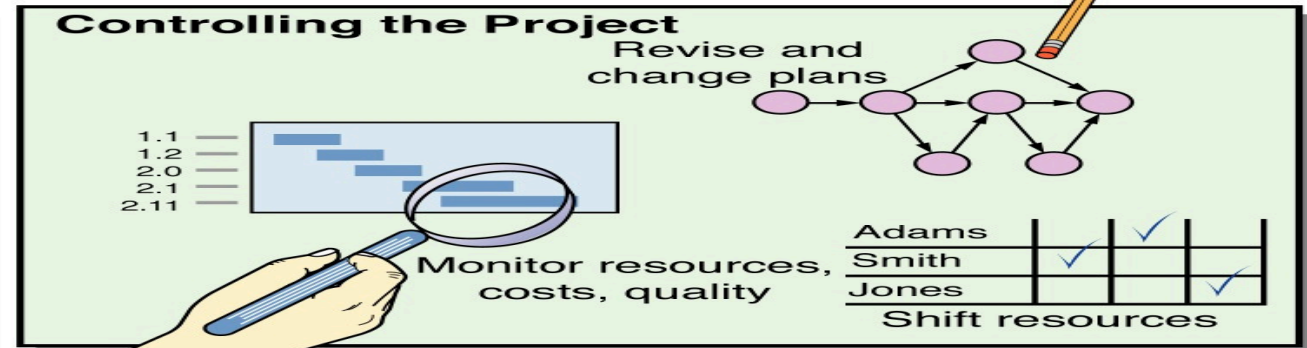 Controlling the Project
Revise and
change plans
1.1
1.2
2.0
2.1
2.11
Monitor resources,
costs, quality
Adams
Smith
Jones
Shift resources